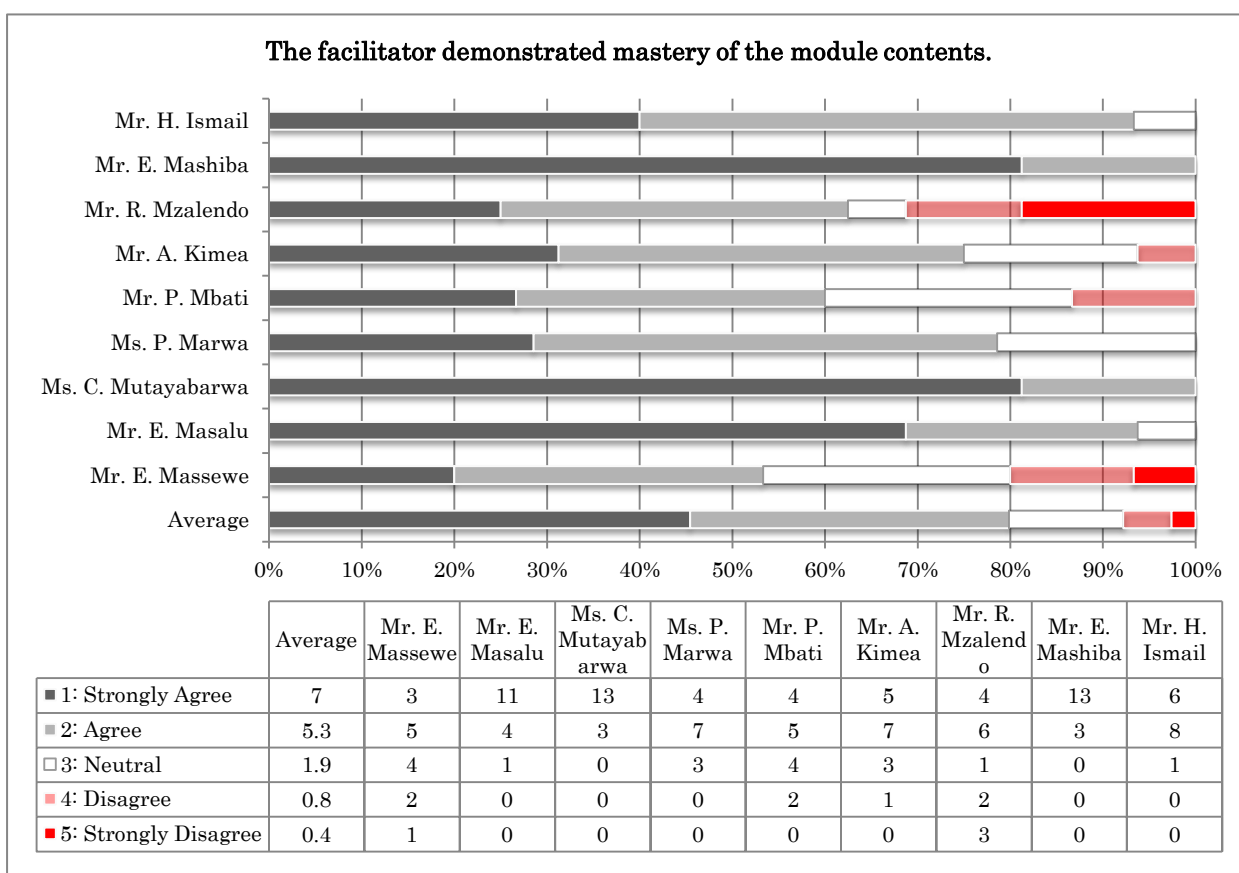 The facilitator demonstrated mastery of the module contents.
Mr. H. Ismail
Mr. E. Mashiba
Mr. R. Mzalendo
Mr. A. Kimea
Mr. P. Mbati
Ms. P. Marwa
Ms. C. Mutayabarwa
Mr. E. Masalu
Mr. E. Massewe
Average
0% 10% 20% 30% 40% 50% 60% 70% 80% 90% 100%
Average Mr. E. Massewe Mr. E. Masalu Ms. C. Mutayab arwa Ms. P. Marwa Mr. P. Mbati Mr. A. Kimea Mr. R. Mzalend o Mr. E. Mashiba Mr. H. Ismail
1: Strongly Agree 7 3 11 13 4 4 5 4 13 6
2: Agree 5.3 5 4 3 7 5 7 6 3 8
3: Neutral 1.9 4 1 0 3 4 3 1 0 1
4: Disagree 0.8 2 0 0 0 2 1 2 0 0
5: Strongly Disagree 0.4 1 0 0 0 0 0 3 0 0